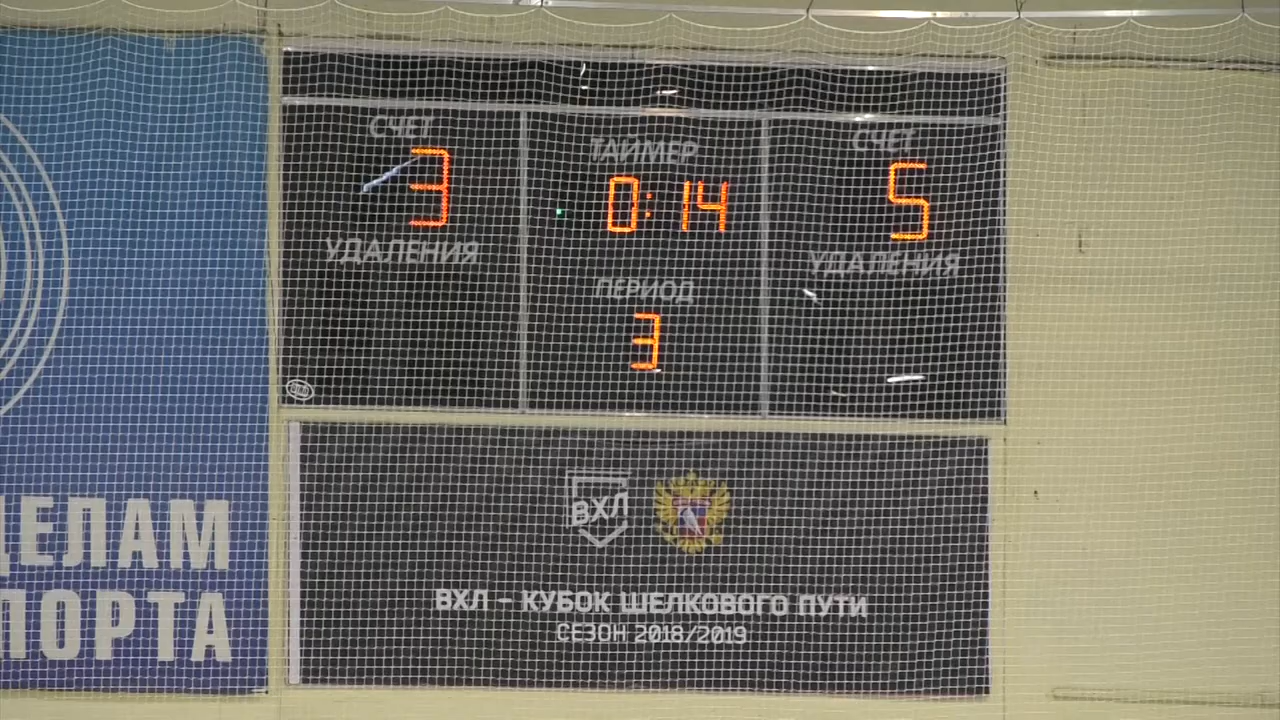 СЧЕТ
3
УДАЛЕНИЯ
ТАЙМЕР
0:14
ПЕРИОД
3
СЧЕТ
5
УДАЛЕНИЯ
ДЕЛАМ
ПОРТА
ВХЛ
ВХЛ – КУБОК ШЕЛКОВОГО ПУТИ
СЕЗОН 2018/2019